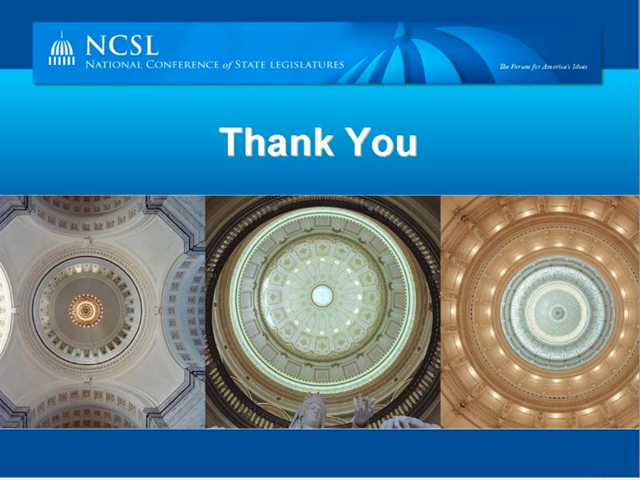 NCSL
NATIONAL CONFERENCE of STATE LEGISLATURES
The Forum for America's Ideas
Thank You